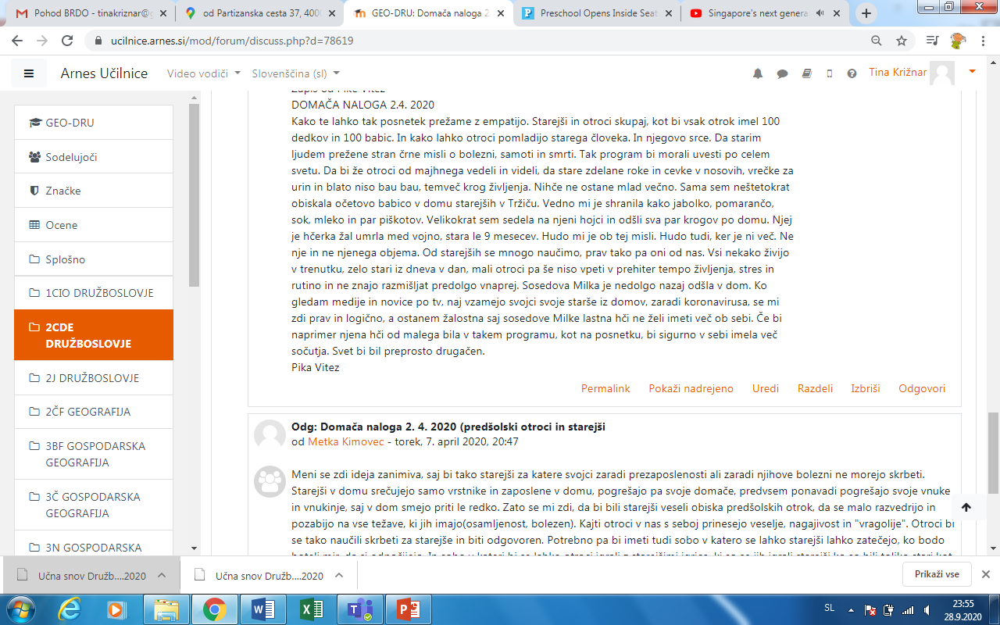 Pohod BRDO - tinakriznar@g
od Partizanska cesta 37, 400
GEO-DRU: Domača naloga 2
Preschool Opens Inside Seat
Singapore's next genera
ucilnice.arnes.si/mod/forum/discuss.php?d=78619
Arnes Učilnice
Video vodiči
Slovenščina (sl)
Tina Križnar
GEO-DRU
Sodelujoči
Značke
Ocene
Splošno
1CIO DRUŽBOSLOVJE
2CDE
DRUŽBOSLOVJE
2J DRUŽBOSLOVJE
2ČF GEOGRAFIJA
3BF GOSPODARSKA
GEOGRAFIJA
3Č GOSPODARSKA
GEOGRAFIJA
3N GOSPODARSKA
Zapis od Pike Vitez
DOMAČA NALOGA 2.4. 2020
Kako te lahko tak posnetek prežame z empatijo. Starejši in otroci skupaj, kot bi vsak otrok imel 100
dedkov in 100 babic. In kako lahko otroci pomladijo starega človeka. In njegovo srce. Da starim
ljudem prežene stran črne misli o bolezni, samoti in smrti. Tak program bi morali uvesti po celem
svetu. Da bi že otroci od majhnega vedeli in videli, da stare zdelane roke in cevke v nosovih, vrečke za
urin in blato niso bau bau, temveč krog življenja. Nihče ne ostane mlad večno. Sama sem neštetokrat
obiskala očetovo babico v domu starejših v Tržiču. Vedno mi je shranila kako jabolko, pomarančo,
sok, mleko in par piškotov. Velikokrat sem sedela na njeni hojci in odšli sva par krogov po domu. Njej
je hčerka žal umrla med vojno, stara le 9 mesecev. Hudo mi je ob tej misli. Hudo tudi, ker je ni več. Ne
nje in ne njenega objema. Od starejših se mnogo naučimo, prav tako pa oni od nas. Vsi nekako živijo
v trenutku, zelo stari iz dneva v dan, mali otroci pa še niso vpeti v prehiter tempo življenja, stres in
rutino in ne znajo razmišljat predolgo vnaprej. Sosedova Milka je nedolgo nazaj odšla v dom. Ko
gledam medije in novice po tv, naj vzamejo svojci svoje starše iz domov, zaradi koronavirusa, se mi
zdi prav in logično, a ostanem žalostna saj sosedove Milke lastna hči ne želi imeti več ob sebi. Če bi
naprimer njena hči od malega bila v takem programu, kot na posnetku, bi sigurno v sebi imela več
sočutja. Svet bi bil preprosto drugačen.
Pika Vitez
Permalink Pokaži nadrejeno Uredi Razdeli Izbriši Odgovori
Odg: Domača naloga 2. 4. 2020 (predšolski otroci in starejši
od Metka Kimovec - torek, 7. april 2020, 20:47
Meni se zdi ideja zanimiva, saj bi tako starejši za katere svojci zaradi prezaposlenosti ali zaradi njihove bolezni ne morejo skrbeti.
Starejši v domu srečujejo samo vrstnike in zaposlene v domu, pogrešajo pa svoje domače, predvsem ponavadi pogrešajo svoje vnuke
in vnukinje, saj v dom smejo priti le redko. Zato se mi zdi, da bi bili starejši veseli obiska predšolskih otrok, da se malo razvedrijo in
pozabijo na vse težave, ki jih imajo(osamljenost, bolezen). Kajti otroci v nas s seboj prinesejo veselje, nagajivost in "vragolije". Otroci bi
se tako naučili skrbeti za starejše in biti odgovoren. Potrebno pa bi imeti tudi sobo v katero se lahko starejši lahko zatečejo, ko bodo
Učna snov Družb....2020
Učna snov Družb....2020
Prikaži vse
SL
23:55
28.9.2020